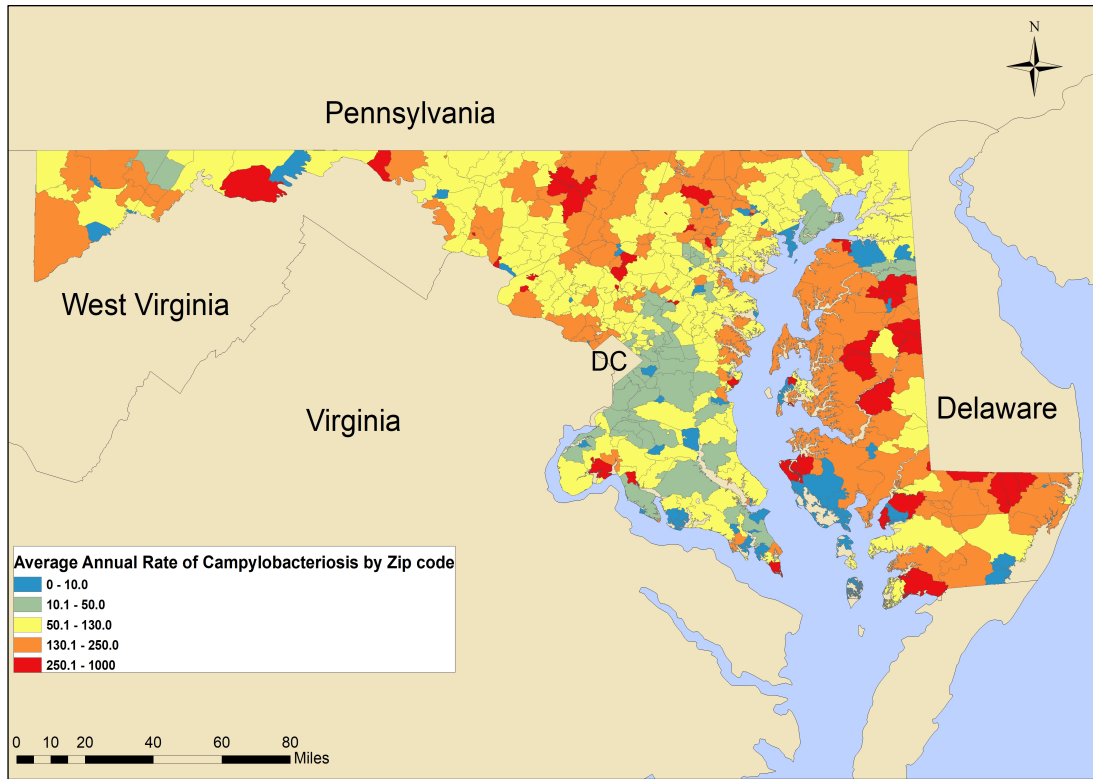 N
Pennsylvania
West Virginia
DC
Virginia
Delaware
Average Annual Rate of Campylobacteriosis by Zip code
0 - 10.0
10.1 - 50.0
50.1 - 130.0
130.1 - 250.0
250.1 - 1000
0 10 20 40 60 80
Miles